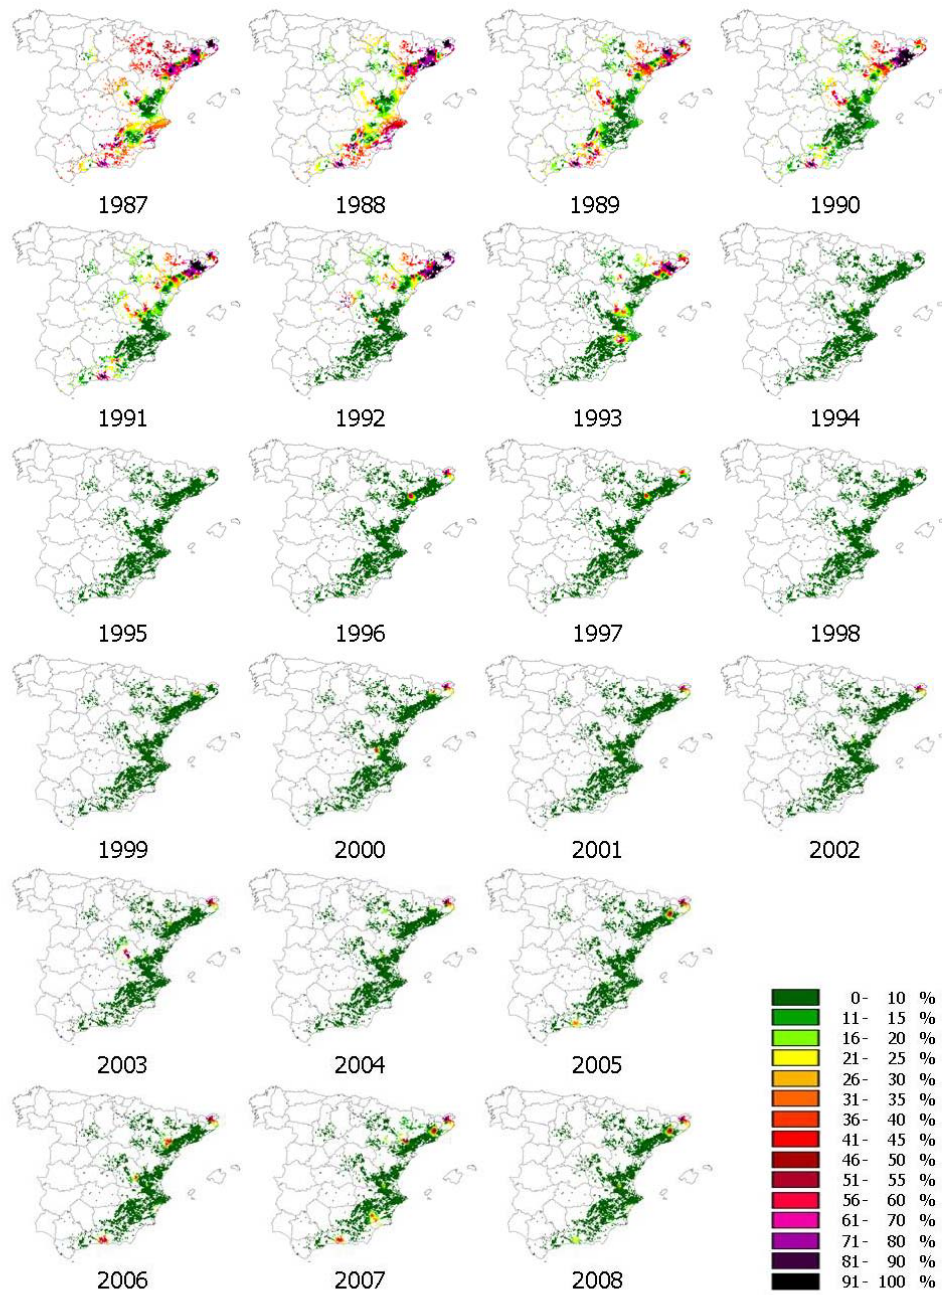 1987 1988 1989 1990
1991 1992 1993 1994
1995 1996 1997 1998
1999 2000 2001 2002
2003 2004 2005
2006 2007 2008
0- 10 %
11- 15 %
16- 20 %
21- 25 %
26- 30 %
31- 35 %
36- 40 %
41- 45 %
46- 50 %
51- 55 %
56- 60 %
61- 70 %
71- 80 %
81- 90 %
91- 100 %